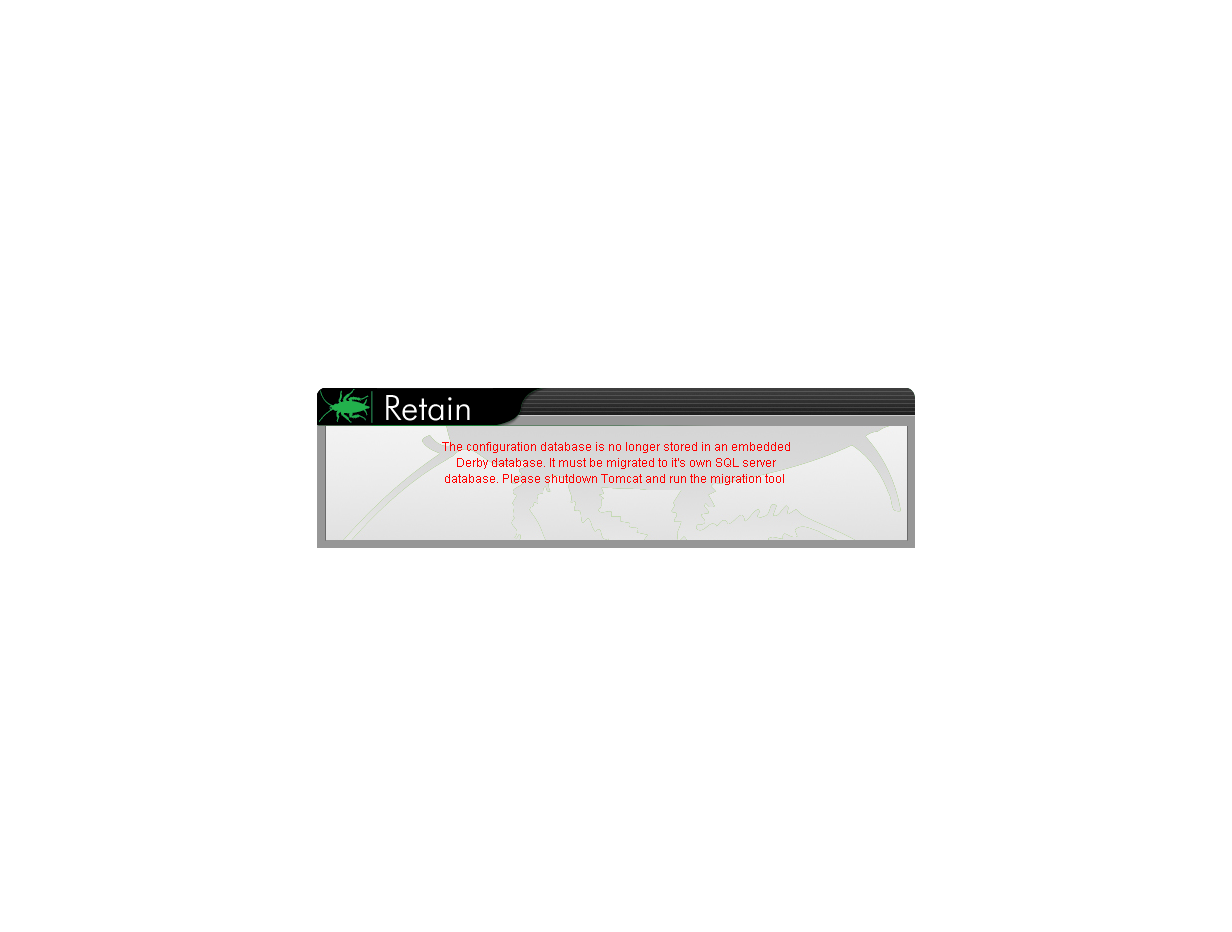 Retain
The configuration database is no longer stored in an embedded
Derby database. It must be migrated to it's own SQL server
database. Please shutdown Tomcat and run the migration tool